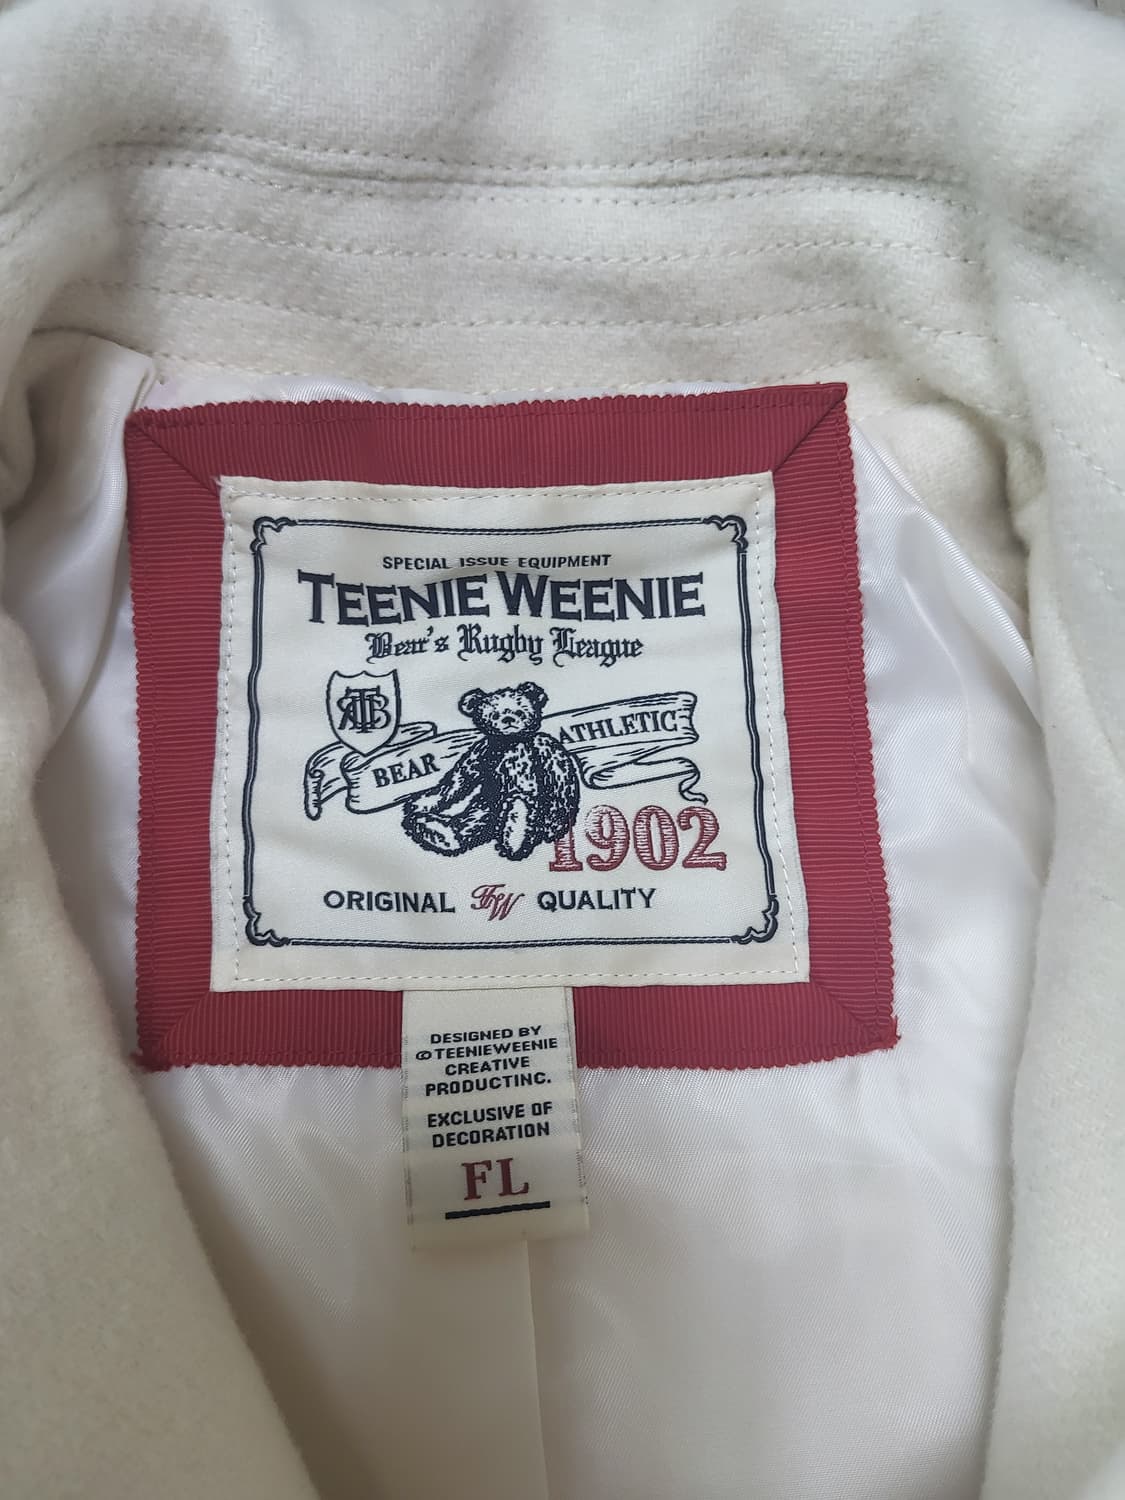 SPECIAL ISSUE EQUIPMENT
TEENIE WEENIE
Bear's Rugby League
BEAR
ATHLETIC
1902
ORIGINAL TW QUALITY
DESIGNED BY
©TEENIEWEENIE
CREATIVE
PRODUCTINC.
EXCLUSIVE OF
DECORATION
FL